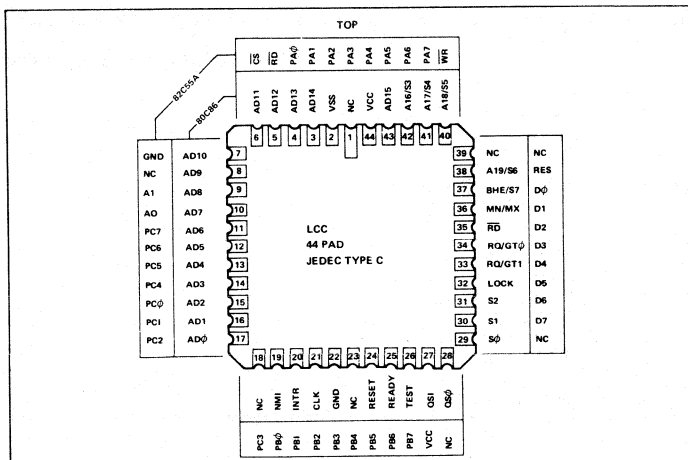 TOP
CS RD PAφ PA1 PA2 PA3 PA4 PA5 PA6 PA7 WR
82C55A
80C86
AD11 AD12 AD13 AD14 VSS NC VCC AD15 A16/S3 A17/S4 A18/S5
6 5 4 3 2 1 44 43 42 41 40
GND AD10 7
NC AD9 8
A1 AD8 9
AO AD7 10
PC7 AD6 11
PC6 AD5 12
PC5 AD4 13
PC4 AD3 14
PCφ AD2 15
PCI AD1 16
PC2 ADφ 17
LCC
44 PAD
JEDEC TYPE C
39 NC NC
38 A19/S6 RES
37 BHE/S7 Dφ
36 MN/MX D1
35 RD D2
34 RQ/GTφ D3
33 RQ/GT1 D4
32 LOCK D5
31 S2 D6
30 S1 D7
29 Sφ NC
18 19 20 21 22 23 24 25 26 27 28
NC NMI INTR CLK GND NC RESET READY TEST QSI QSφ
PC3 PBφ PBI PB2 PB3 PB4 PB5 PB6 PB7 VCC NC